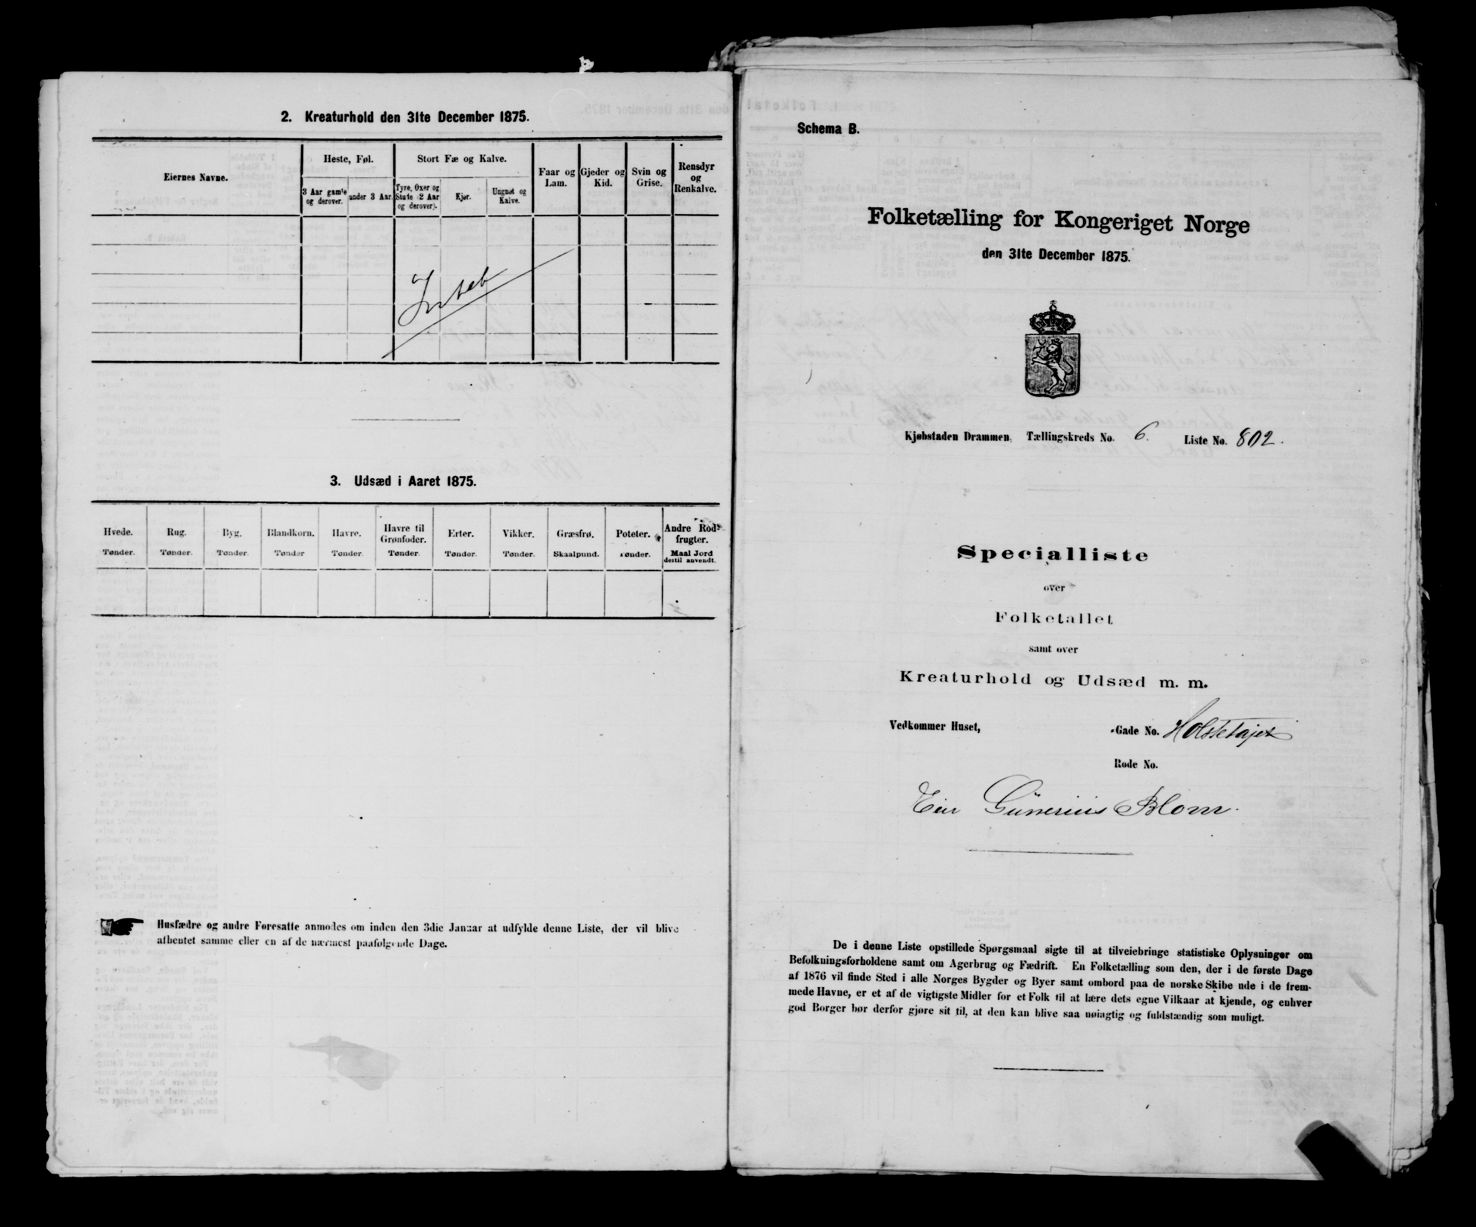 2. Kreaturhold den 31te December 1875.
Eiernes Navne.
Heste, Føl.
Stort Fæ og Kalve.
3 Aar gamle og derover.
under 3 Aar.
Tyre, Oxer og Stude (2 Aar og derover).
Kjør.
Ungnøt og Kalve.
Faar og Lam.
Gjeder og Kid.
Svin og Grise.
Rensdyr og Renkalve.
Intet
3. Udsæd i Aaret 1875.
Hvede. Rug. Byg. Blandkorn. Havre. Havre til Grønfoder. Erter. Vikker. Græsfrø. Poteter. Andre Rodfrugter.
Tønder. Tønder. Tønder. Tønder Tønder. Tønder. Tønder. Tønder. Skaalpund. Tønder. Maal Jord dertil anvendt.
Husfædre og andre Foresatte anmodes om inden den 3die Januar at udfylde denne Liste, der vil blive
afhentet samme eller en af de nærmest paafølgende Dage.
Schema B.
Folketælling for Kongeriget Norge
den 31te December 1875.
Kjøbstaden Drammen, Tællingskreds No. 6. Liste No. 802.
Specialliste
over
Folketallet
samt over
Kreaturhold og Udsæd m. m.
Vedkommer Huset, Gade No.
Rode No.
Eier Gunerius Blom.
De i denne Liste opstillede Spørgsmaal sigte til at tilveiebringe statistiske Oplysninger om
Befolkningsforholdene samt om Agerbrug og Fædrift. En Folketælling som den, der i de første Dage
af 1876 vil finde Sted i alle Norges Bygder og Byer samt ombord paa de norske Skibe ude i de frem-
mede Havne, er et af de vigtigste Midler for et Folk til at lære dets egne Vilkaar at kjende, og enhver
god Borger bør derfor gjøre sit til, at den kan blive saa nøiagtig og fuldstændig som muligt.